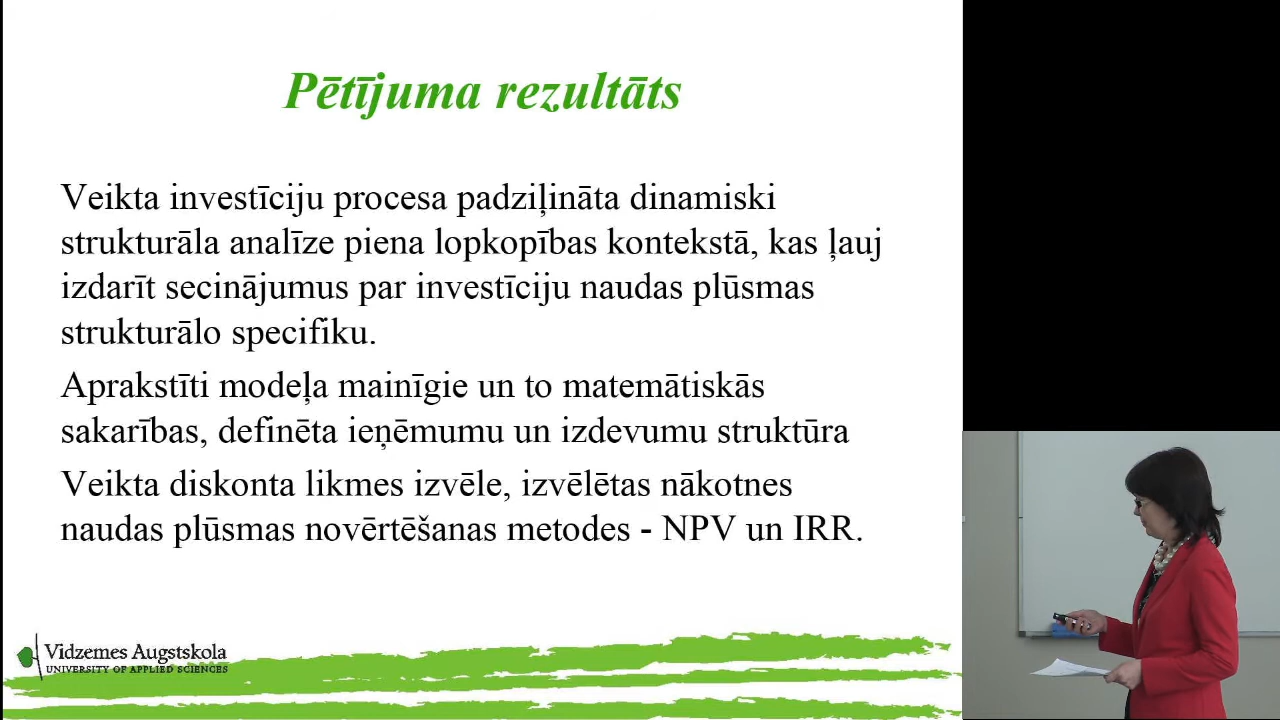 Pētījuma rezultāts
Veikta investīciju procesa padziļināta dinamiski
strukturāla analīze piena lopkopības kontekstā, kas ļauj
izdarīt secinājumus par investīciju naudas plūsmas
strukturālo specifiku.
Aprakstīti modeļa mainīgie un to matemātiskās
sakarības, definēta ieņēmumu un izdevumu struktūra
Veikta diskonta likmes izvēle, izvēlētas nākotnes
naudas plūsmas novērtēšanas metodes - NPV un IRR.
Vidzemes Augstskola
UNIVERSITY OF APPLIED SCIENCES